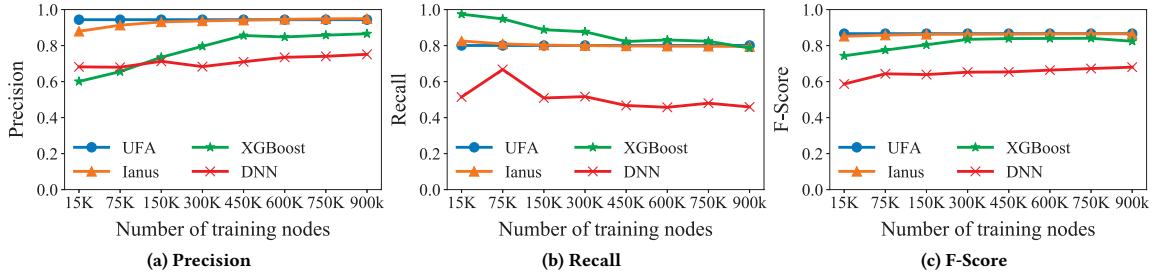 1.0
0.8
0.6
0.4
0.2
0.0
Precision
UFA
Ianus
XGBoost
DNN
15K 75K 150K 300K 450K 600K 750K 900k
Number of training nodes
(a) Precision
1.0
0.8
0.6
0.4
0.2
0.0
Recall
UFA
Ianus
XGBoost
DNN
15K 75K 150K 300K 450K 600K 750K 900k
Number of training nodes
(b) Recall
1.0
0.8
0.6
0.4
0.2
0.0
F-Score
UFA
Ianus
XGBoost
DNN
15K 75K 150K 300K 450K 600K 750K 900k
Number of training nodes
(c) F-Score